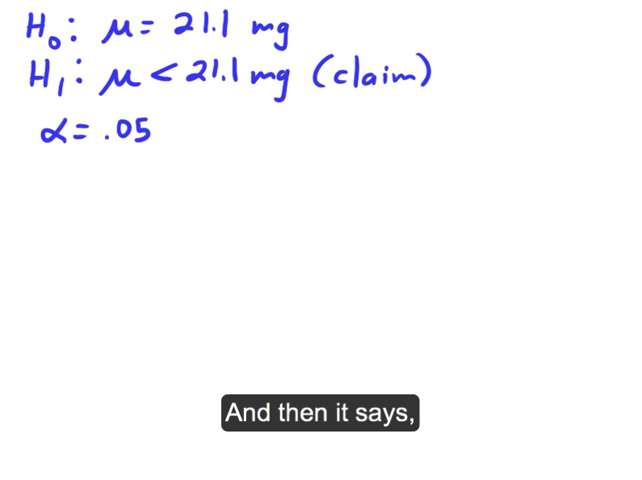 H₀: μ = 21.1 mg
H₁: μ < 21.1 mg (claim)
α = .05
And then it says,